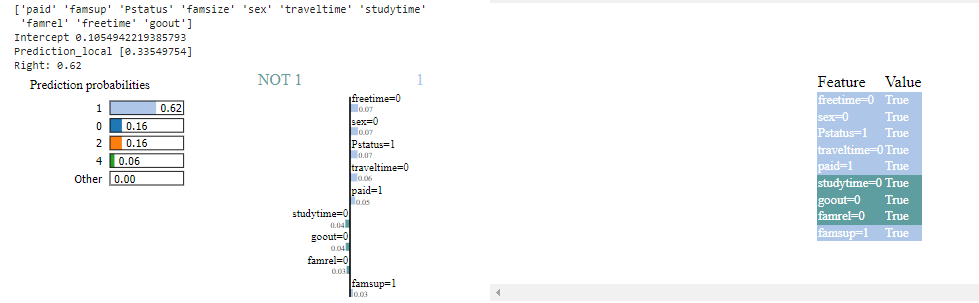 ['paid' 'famsup' 'Pstatus' 'famsize' 'sex' 'traveltime' 'studytime'
'famrel' 'freetime' 'goout']
Intercept 0.1054942219385793
Prediction_local [0.33549754]
Right: 0.62
Prediction probabilities
1 0.62
0 0.16
2 0.16
4 0.06
Other 0.00
NOT 1 1
freetime=0
0.07
sex=0
0.07
Pstatus=1
0.07
traveltime=0
0.06
paid=1
0.05
studytime=0
0.04
goout=0
0.04
famrel=0
0.03
famsup=1
0.03
Feature Value
freetime=0 True
sex=0 True
Pstatus=1 True
traveltime=0 True
paid=1 True
studytime=0 True
goout=0 True
famrel=0 True
famsup=1 True